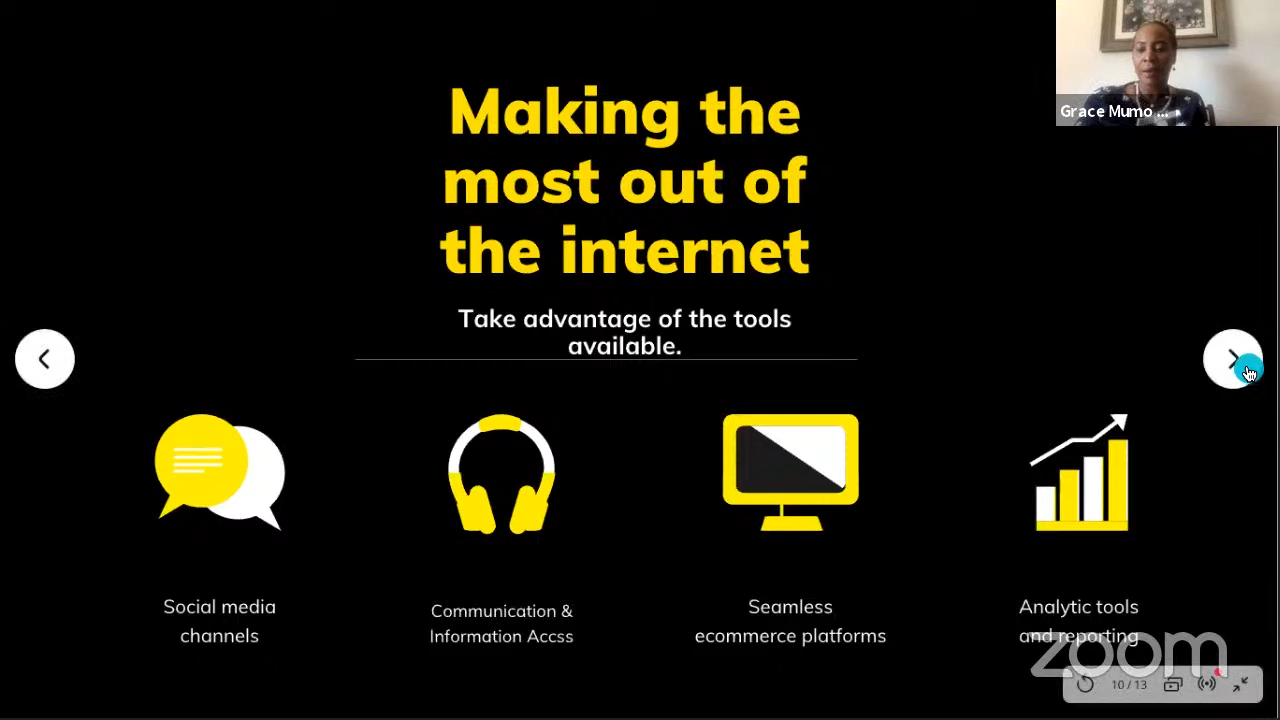 Making the
most out of
the internet
Take advantage of the tools
available.
Grace Mumo ...
Social media
channels
Communication &
Information Accss
Seamless
ecommerce platforms
Analytic tools
and reporting
zoom
10 / 13